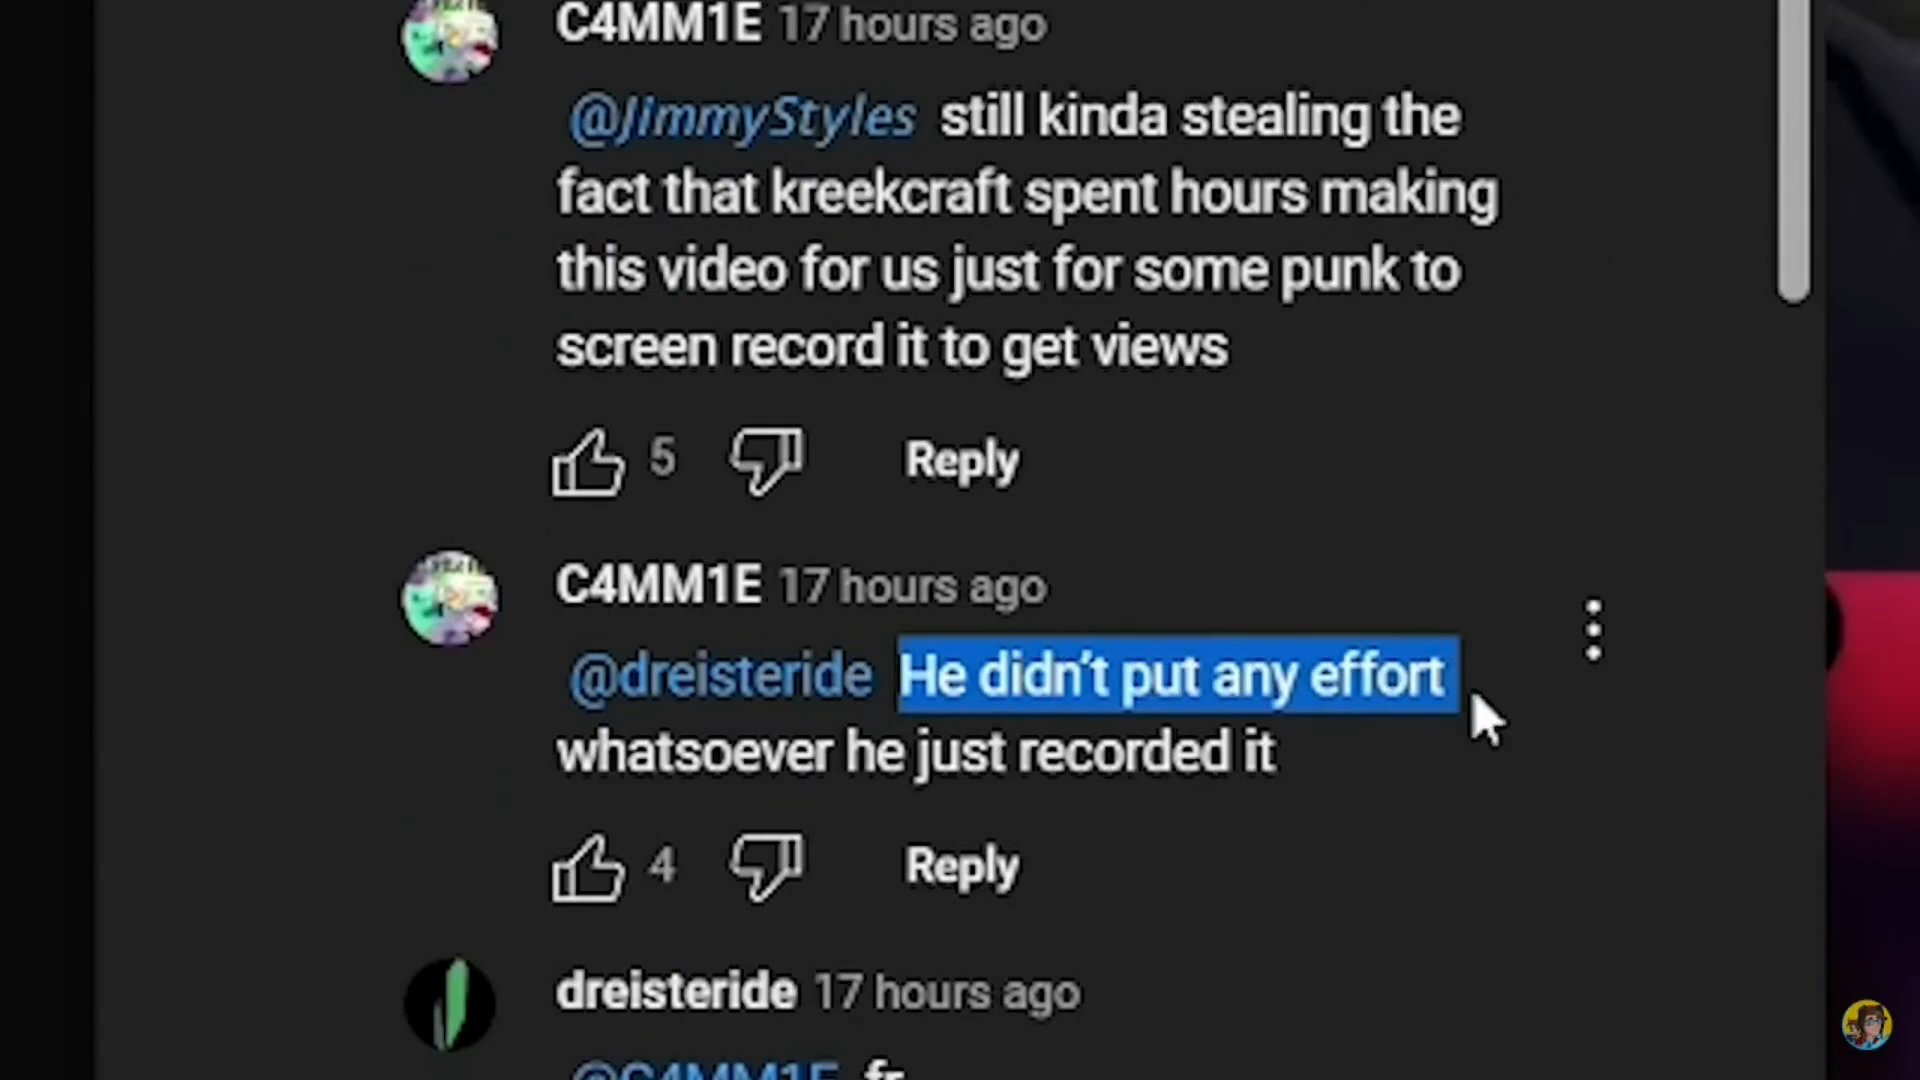 C4MM1E 17 hours ago
@JImmyStyles still kinda stealing the
fact that kreekcraft spent hours making
this video for us just for some punk to
screen record it to get views
5 Reply
C4MM1E 17 hours ago
@dreisteride He didn't put any effort
whatsoever he just recorded it
4 Reply
dreisteride 17 hours ago
@C4MM1E fr